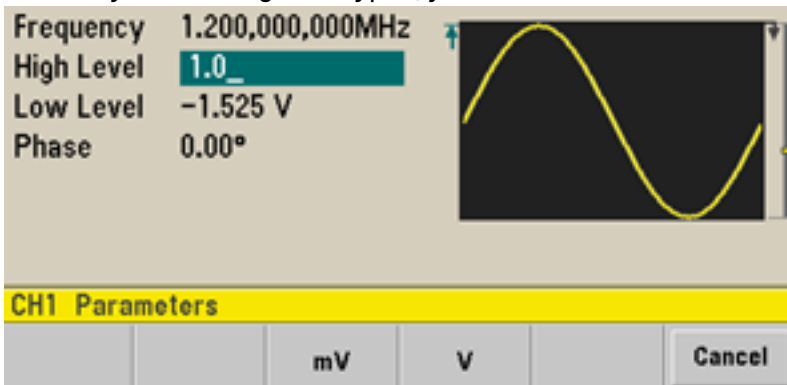 Frequency 1.200,000,000MHz
High Level 1.0_
Low Level -1.525 V
Phase 0.00°
CH1 Parameters
mV V Cancel